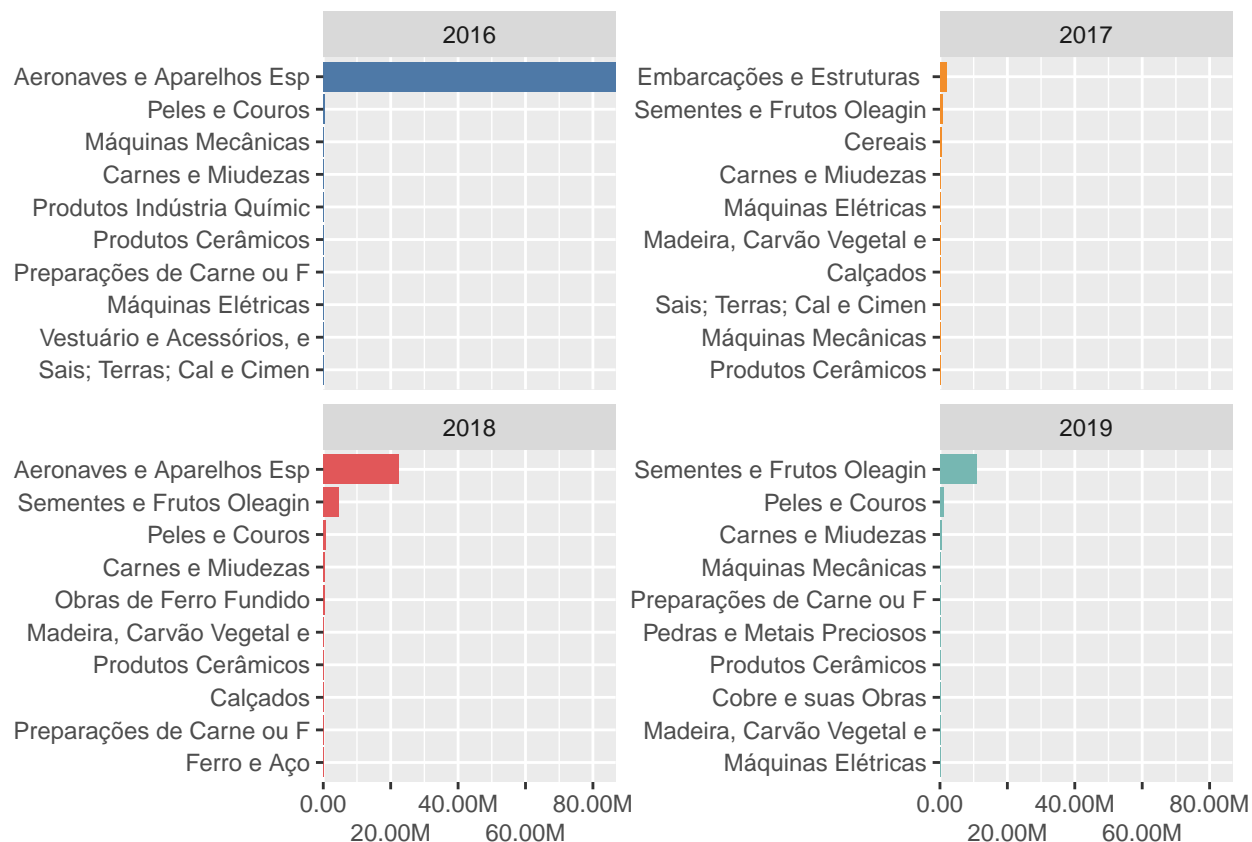 2016
Aeronaves e Aparelhos Esp
Peles e Couros
Máquinas Mecânicas
Carnes e Miudezas
Produtos Indústria Químic
Produtos Cerâmicos
Preparações de Carne ou F
Máquinas Elétricas
Vestuário e Acessórios, e
Sais; Terras; Cal e Cimen
2017
Embarcações e Estruturas
Sementes e Frutos Oleagin
Cereais
Carnes e Miudezas
Máquinas Elétricas
Madeira, Carvão Vegetal e
Calçados
Sais; Terras; Cal e Cimen
Máquinas Mecânicas
Produtos Cerâmicos
2018
Aeronaves e Aparelhos Esp
Sementes e Frutos Oleagin
Peles e Couros
Carnes e Miudezas
Obras de Ferro Fundido
Madeira, Carvão Vegetal e
Produtos Cerâmicos
Calçados
Preparações de Carne ou F
Ferro e Aço
0.00 40.00M 80.00M
20.00M 60.00M
2019
Sementes e Frutos Oleagin
Peles e Couros
Carnes e Miudezas
Máquinas Mecânicas
Preparações de Carne ou F
Pedras e Metais Preciosos
Produtos Cerâmicos
Cobre e suas Obras
Madeira, Carvão Vegetal e
Máquinas Elétricas
0.00 40.00M 80.00M
20.00M 60.00M